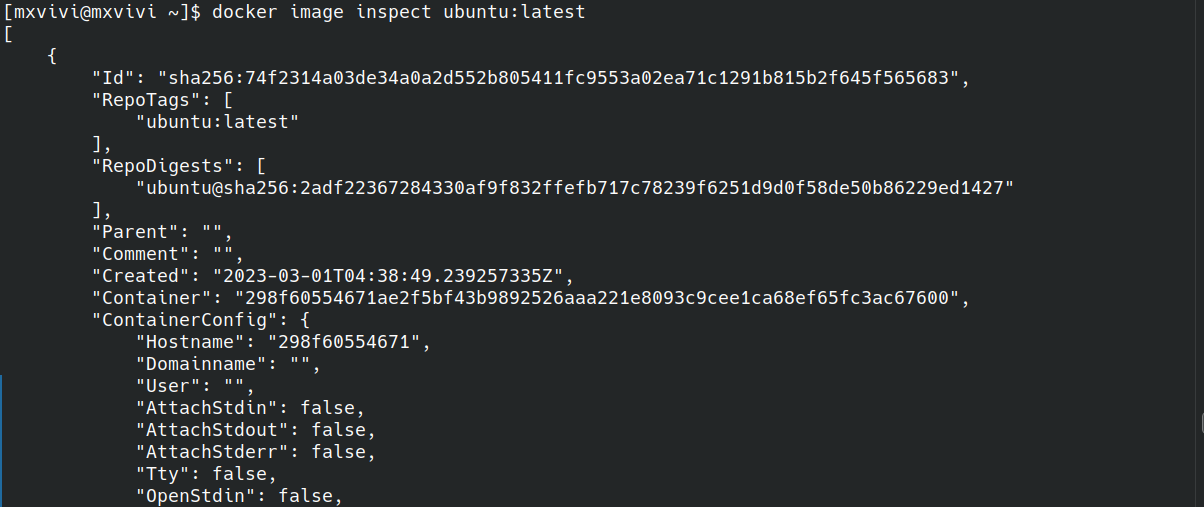 [mxvivi@mxvivi ~]$ docker image inspect ubuntu:latest
[
    {
        "Id": "sha256:74f2314a03de34a0a2d552b805411fc9553a02ea71c1291b815b2f645f565683",
        "RepoTags": [
            "ubuntu:latest"
        ],
        "RepoDigests": [
            "ubuntu@sha256:2adf22367284330af9f832ffefb717c78239f6251d9d0f58de50b86229ed1427"
        ],
        "Parent": "",
        "Comment": "",
        "Created": "2023-03-01T04:38:49.239257335Z",
        "Container": "298f60554671ae2f5bf43b9892526aaa221e8093c9cee1ca68ef65fc3ac67600",
        "ContainerConfig": {
            "Hostname": "298f60554671",
            "Domainname": "",
            "User": "",
            "AttachStdin": false,
            "AttachStdout": false,
            "AttachStderr": false,
            "Tty": false,
            "OpenStdin": false,